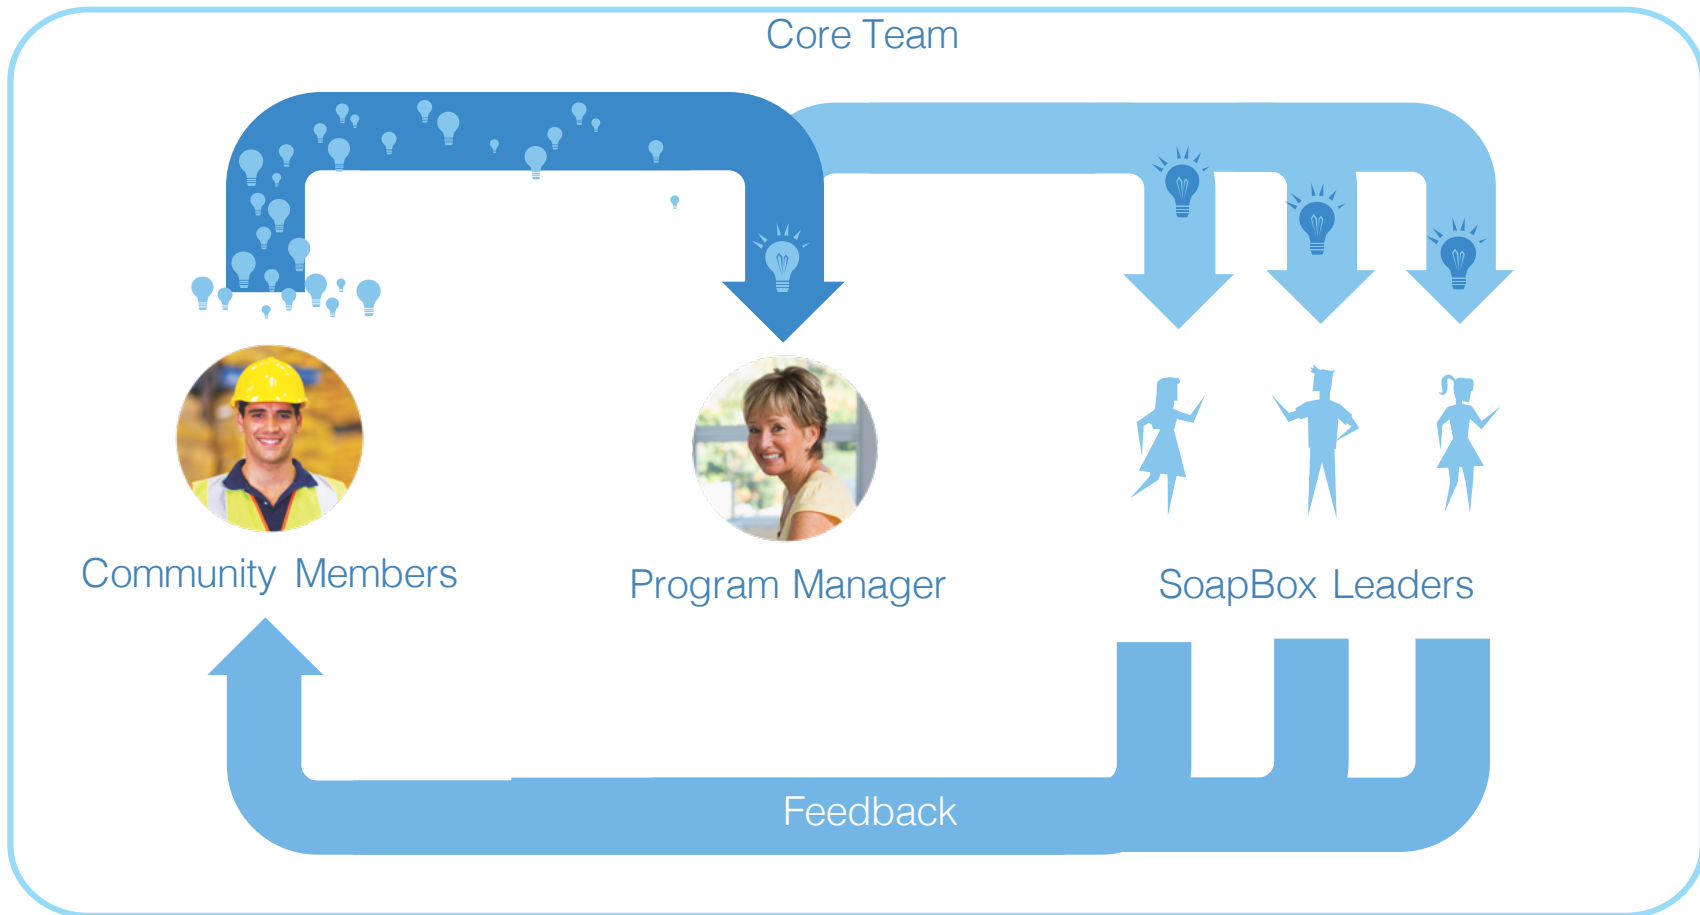 Core Team
Community Members
Program Manager
SoapBox Leaders
Feedback